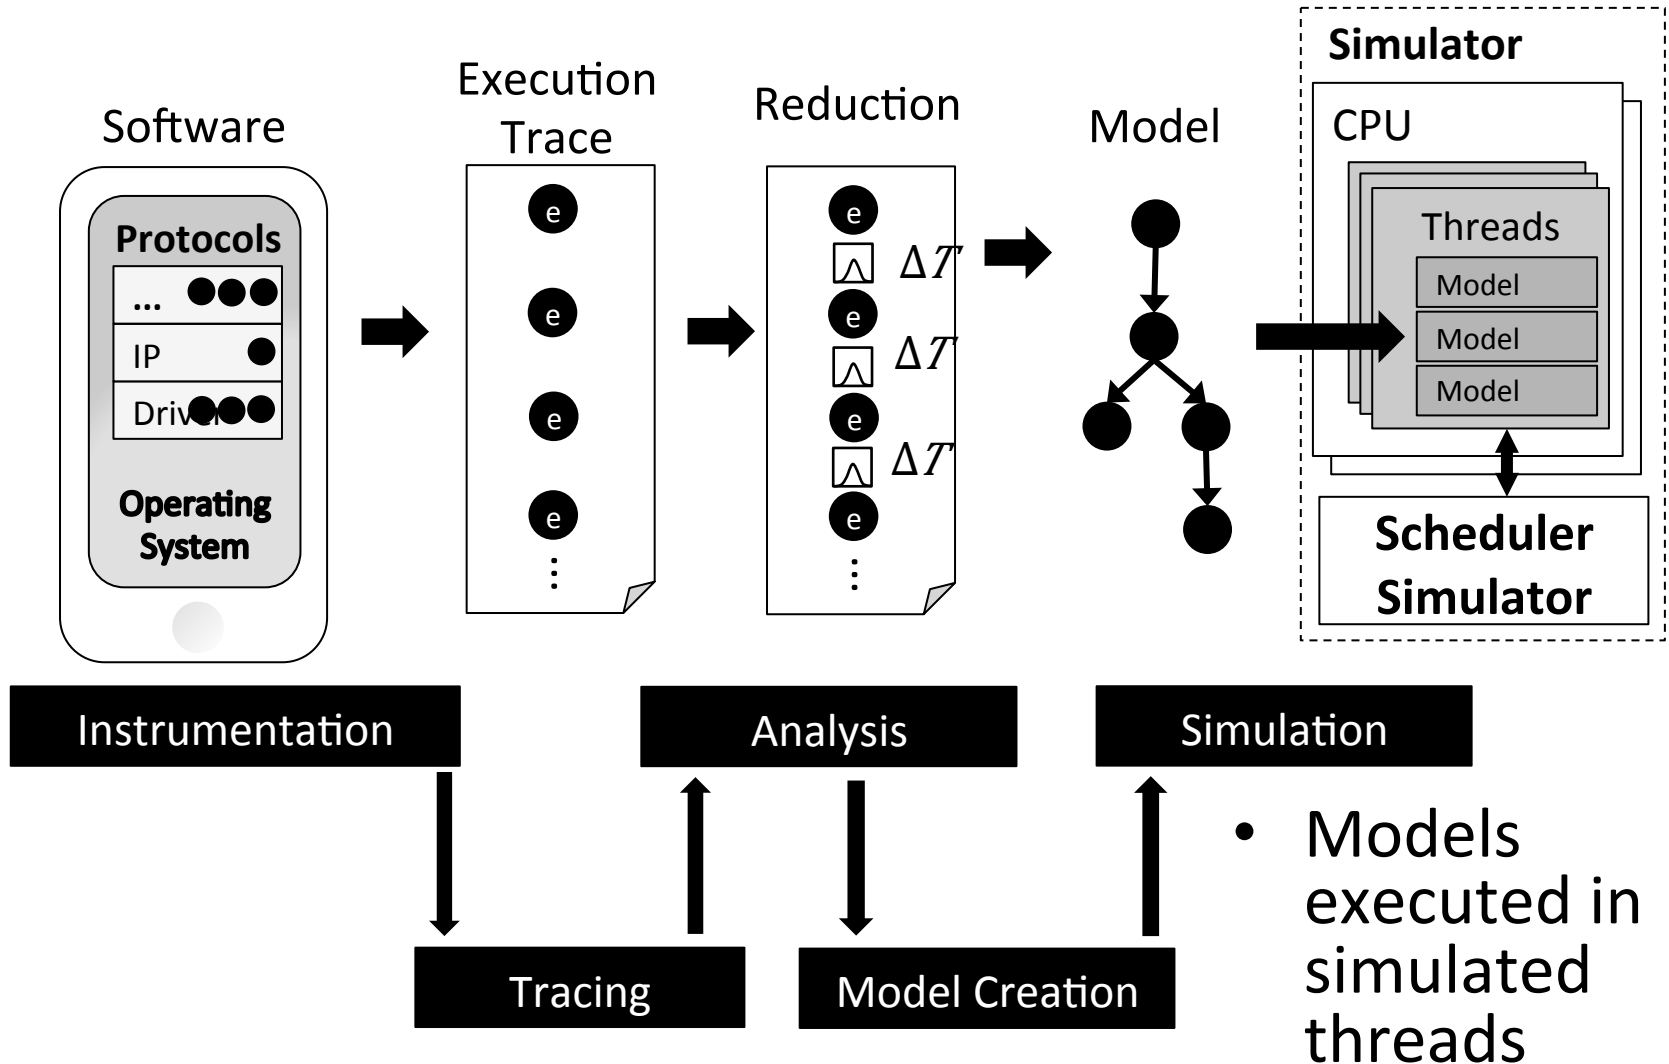 Software
Protocols
...
IP
Driver
Operating
System
Execution
Trace
e
e
e
e
⋮
Reduction
e
ΔT
e
ΔT
e
ΔT
e
⋮
Model
Simulator
CPU
Threads
Model
Model
Model
Scheduler
Simulator
Instrumentation
Analysis
Simulation
Tracing
Model Creation
• Models
executed in
simulated
threads